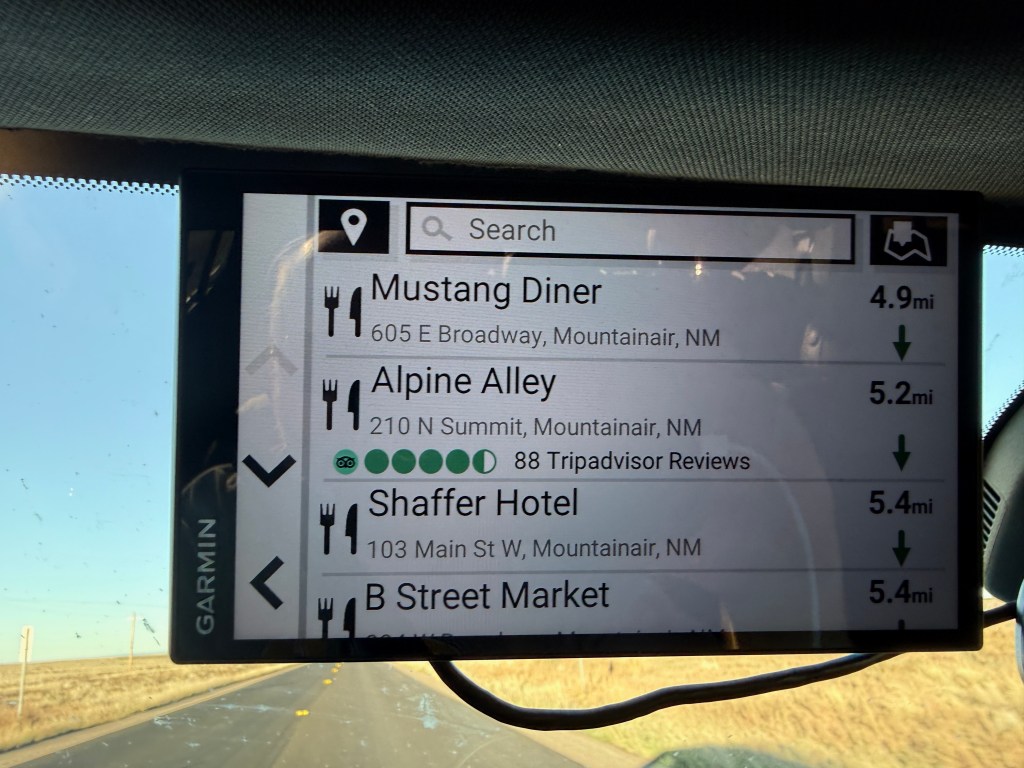 Search
Mustang Diner
4.9mi
605 E Broadway, Mountainair, NM
Alpine Alley
5.2mi
210 N Summit, Mountainair, NM
88 Tripadvisor Reviews
Shaffer Hotel
5.4mi
103 Main St W, Mountainair, NM
B Street Market
5.4mi
GARMIN